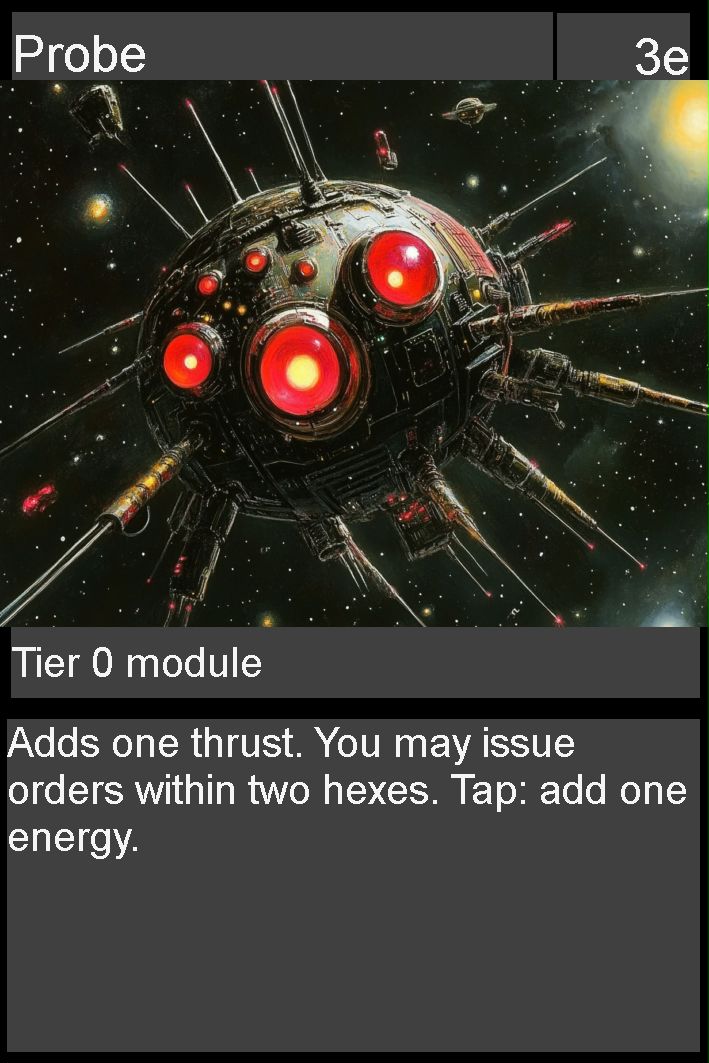 Probe
3e
Tier 0 module
Adds one thrust. You may issue
orders within two hexes. Tap: add one
energy.